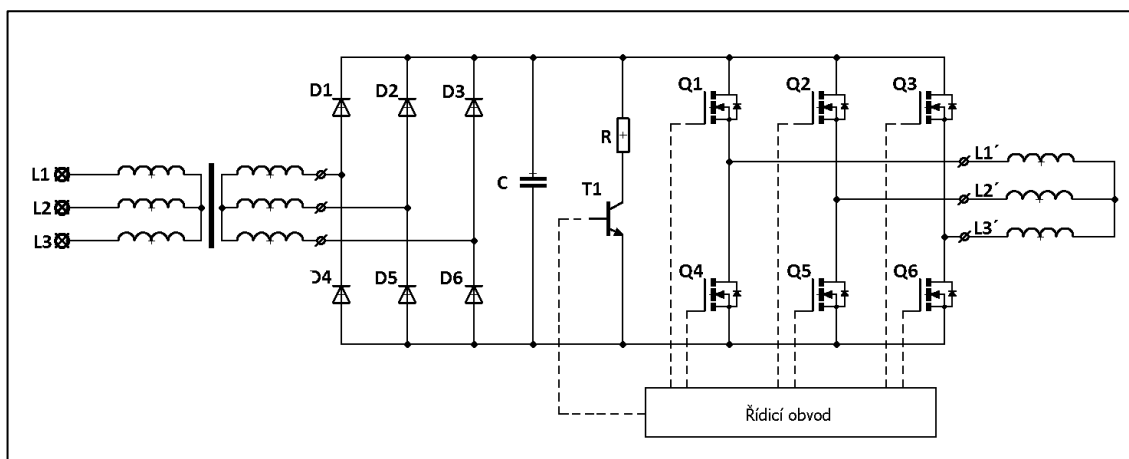 D1
D2
D3
Q1
Q2
Q3
R
L1
L2
L3
C
T1
L1´
L2´
L3´
D4
D5
D6
Q4
Q5
Q6
Řídicí obvod